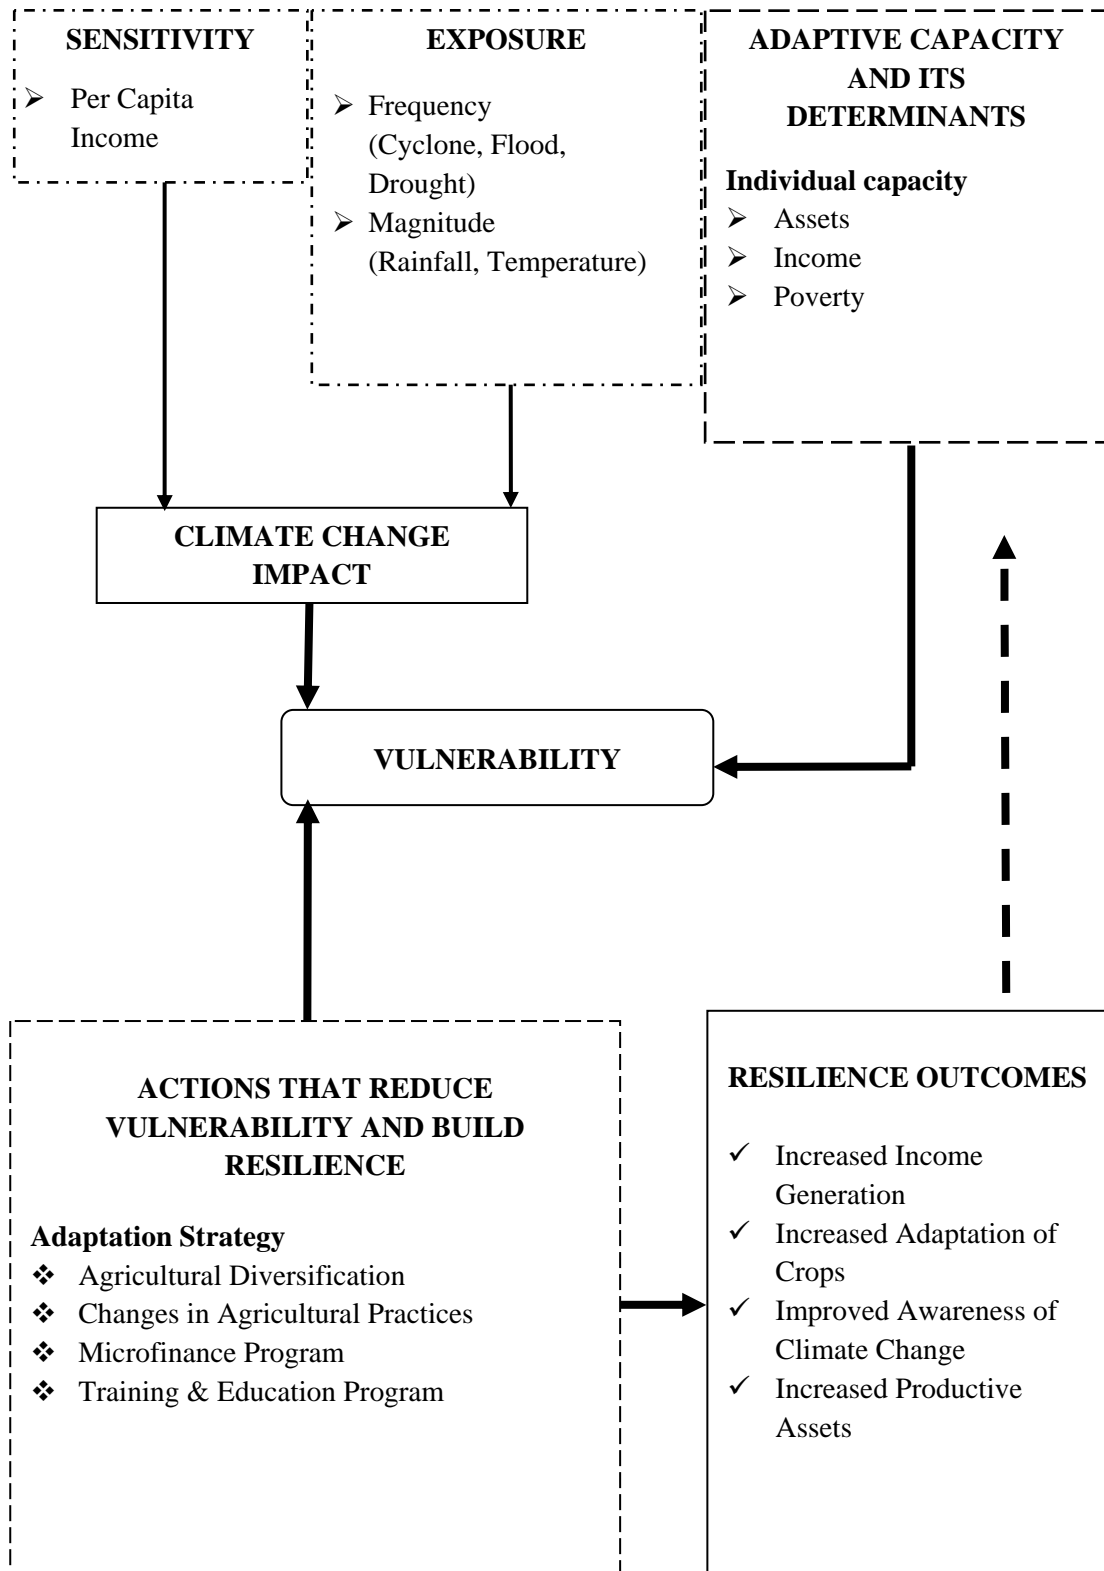 SENSITIVITY
Per Capita
Income
EXPOSURE
Frequency
(Cyclone, Flood,
Drought)
Magnitude
(Rainfall, Temperature)
ADAPTIVE CAPACITY
AND ITS
DETERMINANTS
Individual capacity
Assets
Income
Poverty
CLIMATE CHANGE
IMPACT
VULNERABILITY
ACTIONS THAT REDUCE
VULNERABILITY AND BUILD
RESILIENCE
Adaptation Strategy
Agricultural Diversification
Changes in Agricultural Practices
Microfinance Program
Training & Education Program
RESILIENCE OUTCOMES
Increased Income
Generation
Increased Adaptation of
Crops
Improved Awareness of
Climate Change
Increased Productive
Assets